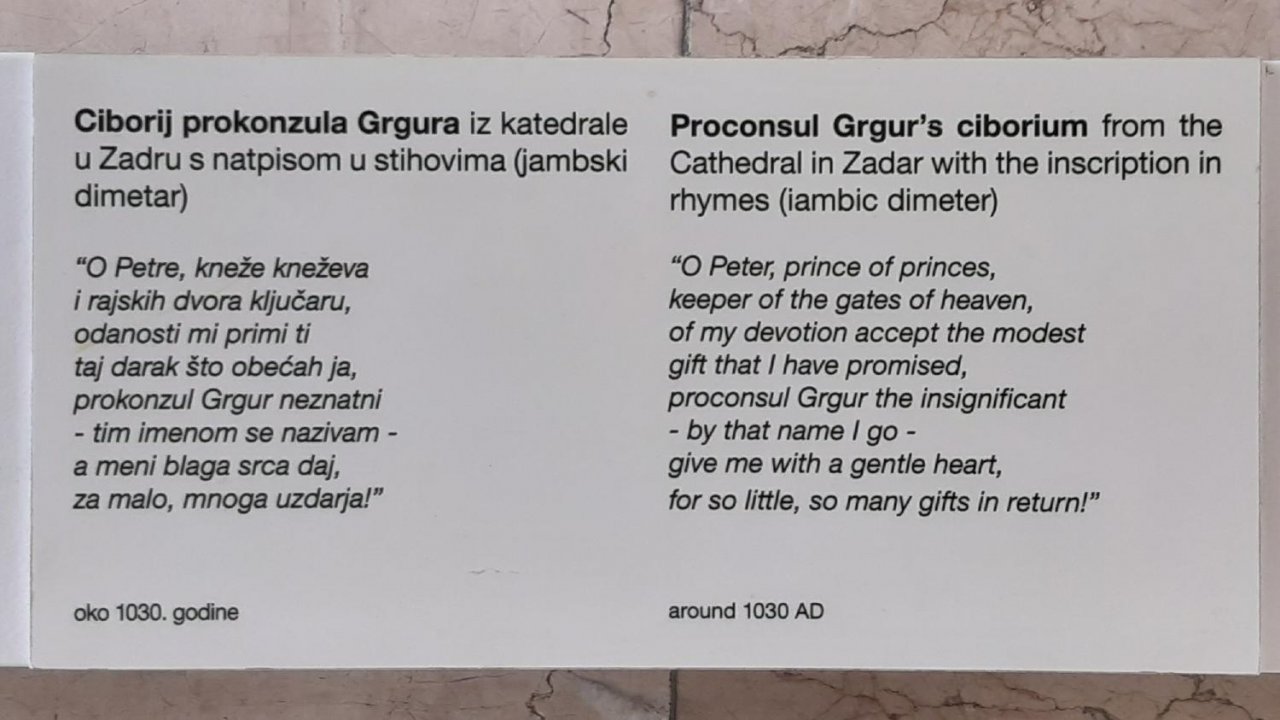 Ciborij prokonzula Grgura iz katedrale
u Zadru s natpisom u stihovima (jambski
dimetar)
“O Petre, kneže kneževa
i rajskih dvora ključaru,
odanosti mi primi ti
taj darak što obećah ja,
prokonzul Grgur neznatni
- tim imenom se nazivam -
a meni blaga srca daj,
za malo, mnoga uzdarja!”
oko 1030. godine
Proconsul Grgur’s ciborium from the
Cathedral in Zadar with the inscription in
rhymes (iambic dimeter)
“O Peter, prince of princes,
keeper of the gates of heaven,
of my devotion accept the modest
gift that I have promised,
proconsul Grgur the insignificant
- by that name I go -
give me with a gentle heart,
for so little, so many gifts in return!”
around 1030 AD